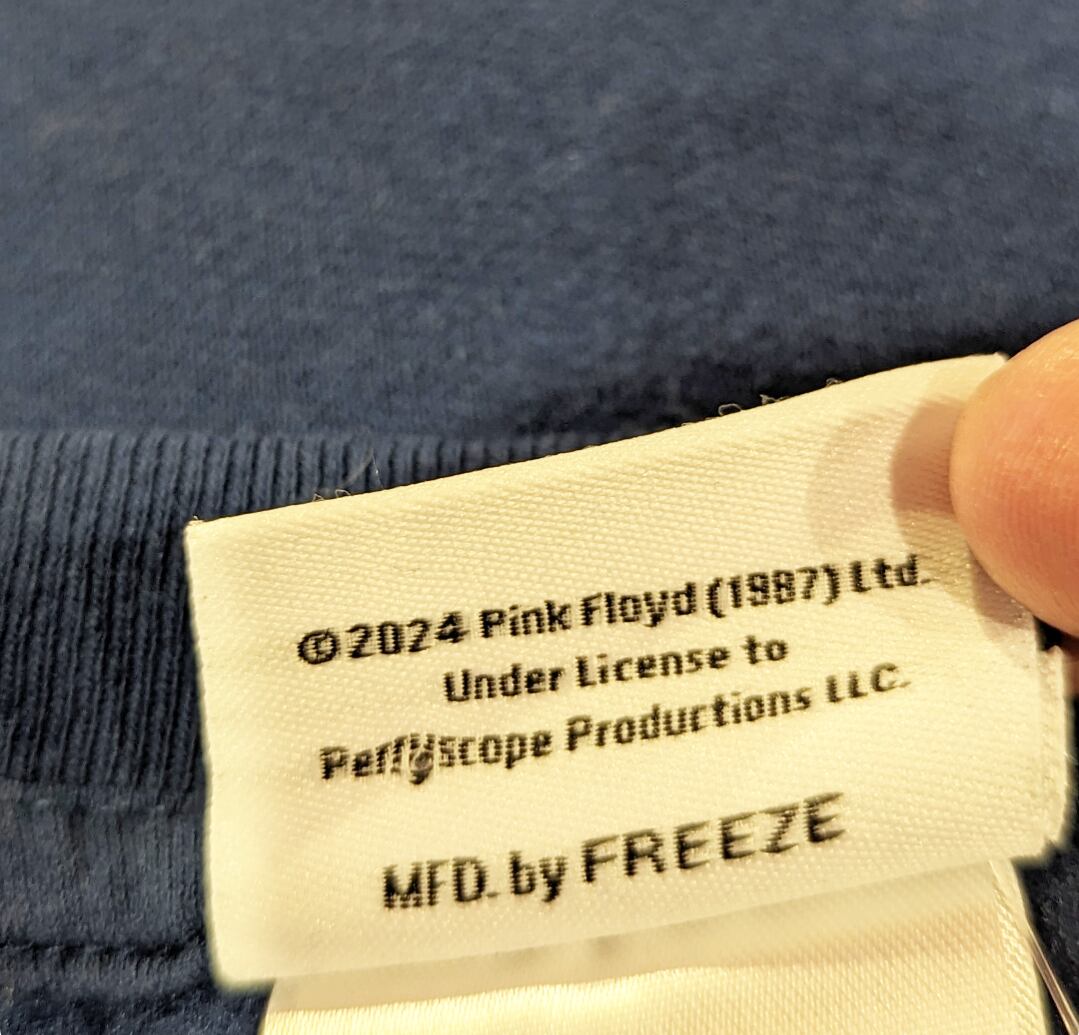 ©2024 Pink Floyd (1987) Ltd.
Under License to
Perryscope Productions LLC.
MFD. by FREEZE